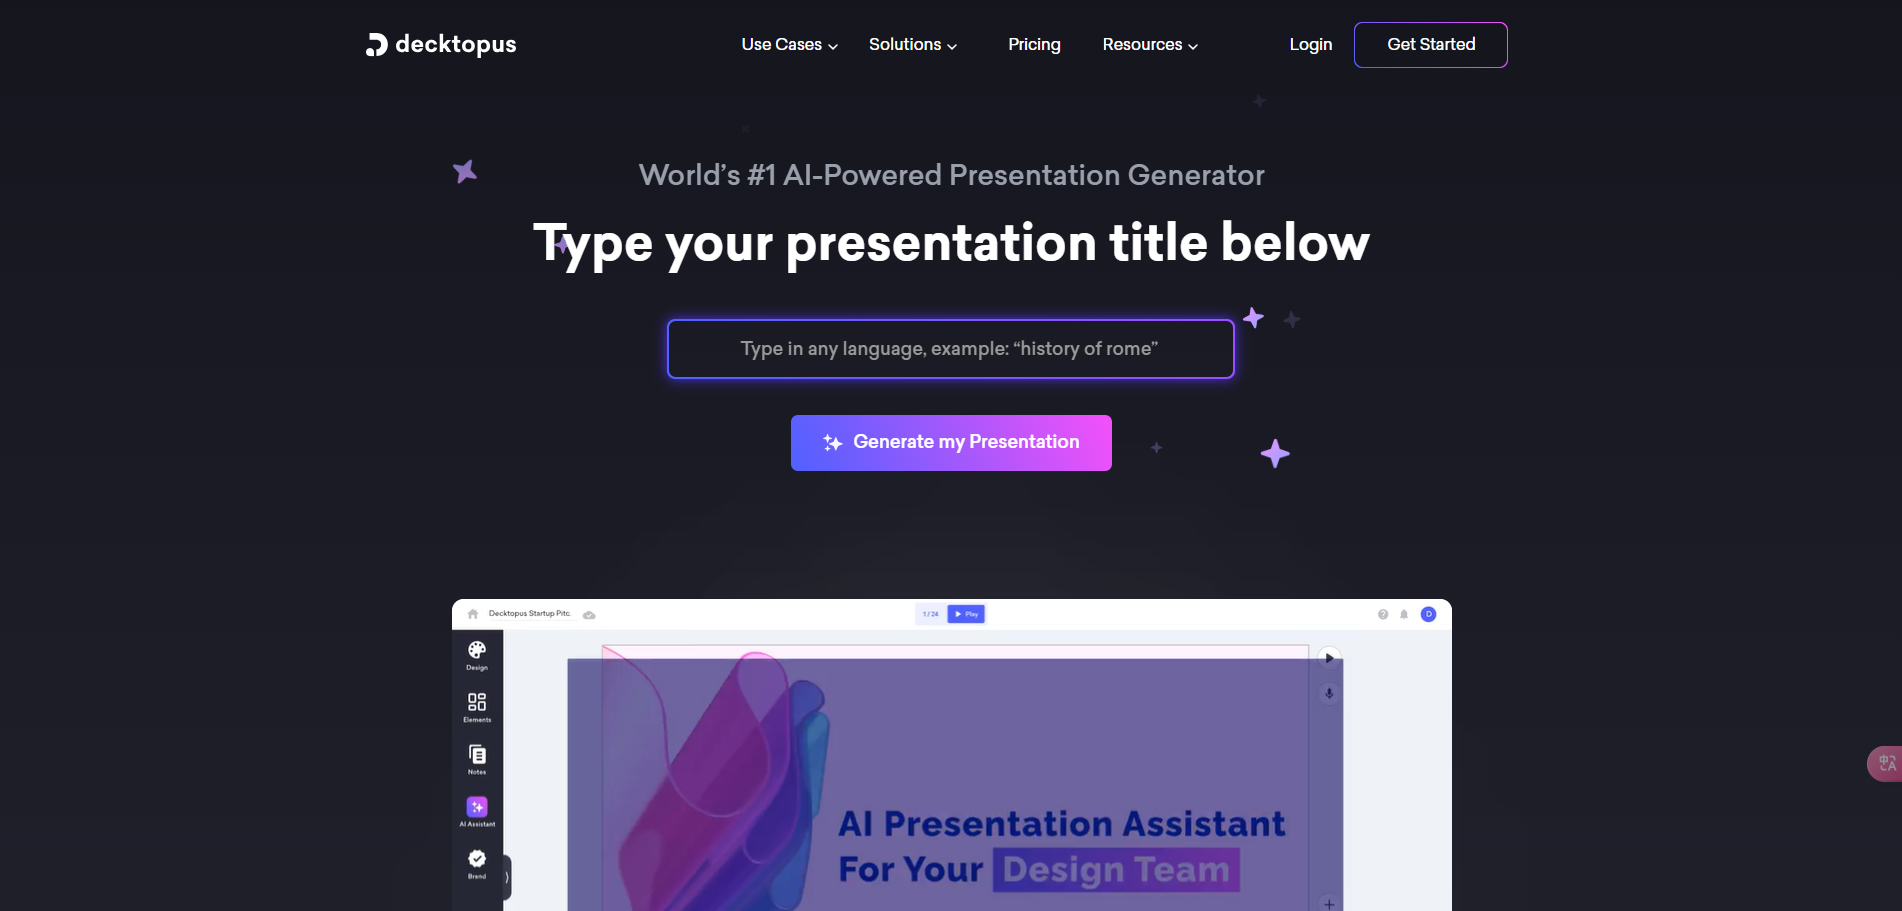 decktopus
Use Cases
Solutions
Pricing
Resources
Login
Get Started
World's #1 AI-Powered Presentation Generator
Type your presentation title below
Type in any language, example: “history of rome”
Generate my Presentation
Decktopus Startup Pitc
1 / 24
Play
D
Design
Elements
Notes
AI Assistant
Brand
AI Presentation Assistant
For Your Design Team
中
A